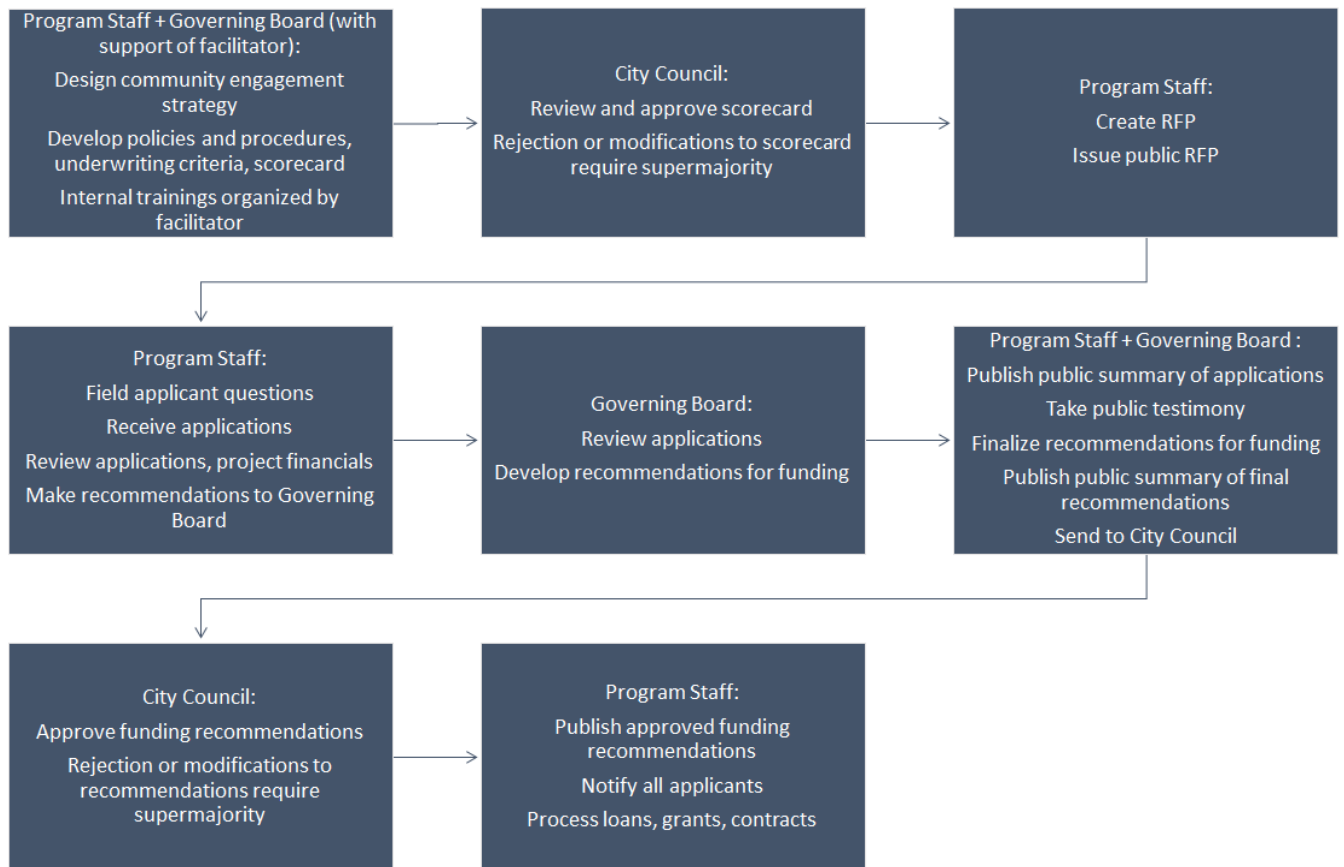 Program Staff + Governing Board (with
support of facilitator):
Design community engagement
strategy
Develop policies and procedures,
underwriting criteria, scorecard
Internal trainings organized by
facilitator
City Council:
Review and approve scorecard
Rejection or modifications to scorecard
require supermajority
Program Staff:
Create RFP
Issue public RFP
Program Staff:
Field applicant questions
Receive applications
Review applications, project financials
Make recommendations to Governing
Board
Governing Board:
Review applications
Develop recommendations for funding
Program Staff + Governing Board :
Publish public summary of applications
Take public testimony
Finalize recommendations for funding
Publish public summary of final
recommendations
Send to City Council
City Council:
Approve funding recommendations
Rejection or modifications to
recommendations require
supermajority
Program Staff:
Publish approved funding
recommendations
Notify all applicants
Process loans, grants, contracts